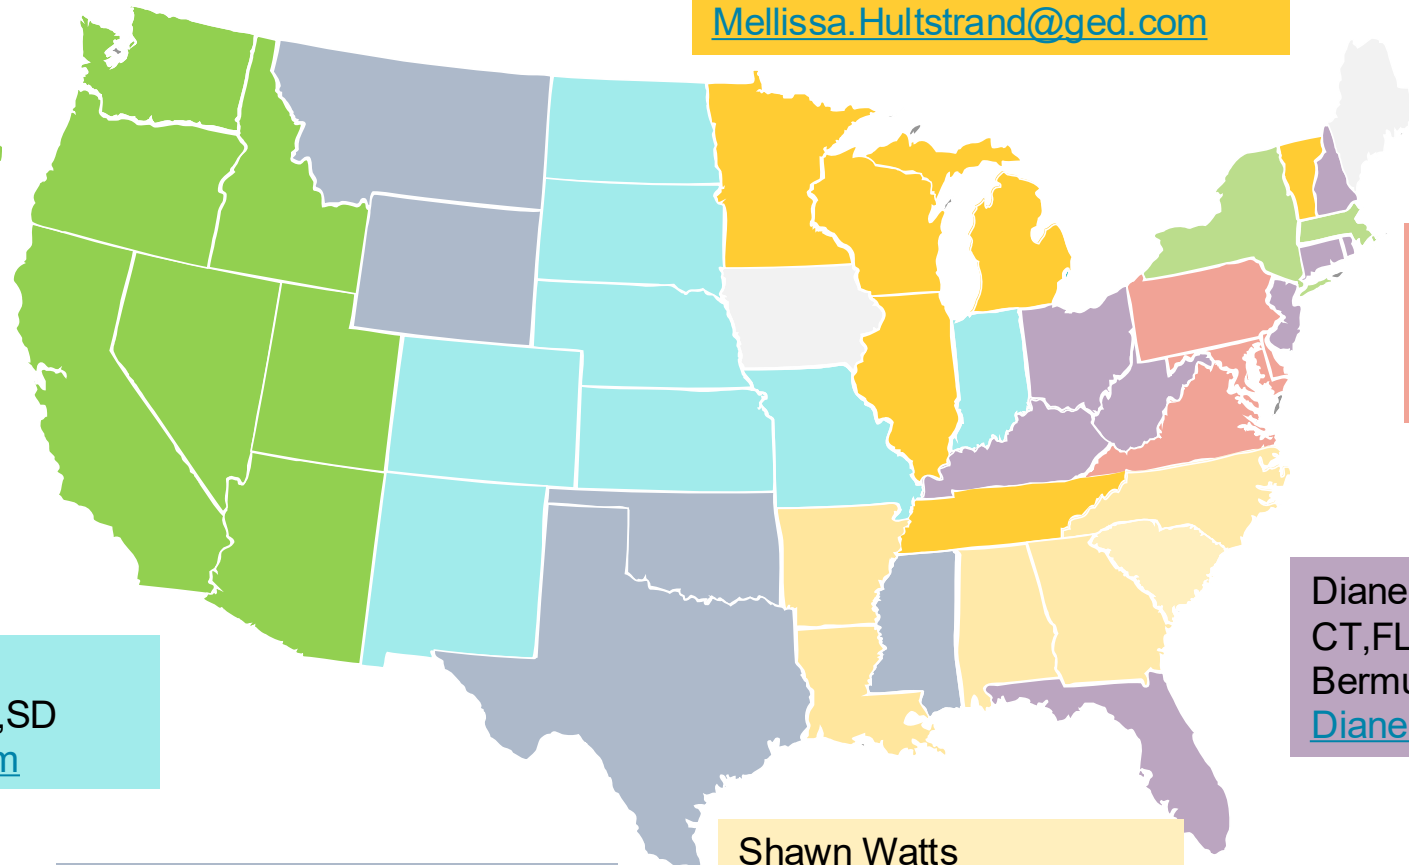 Mellissa.Hultstrand@ged.com
,SD
m
Diane
CT,FL
Bermu
Diane
Shawn Watts